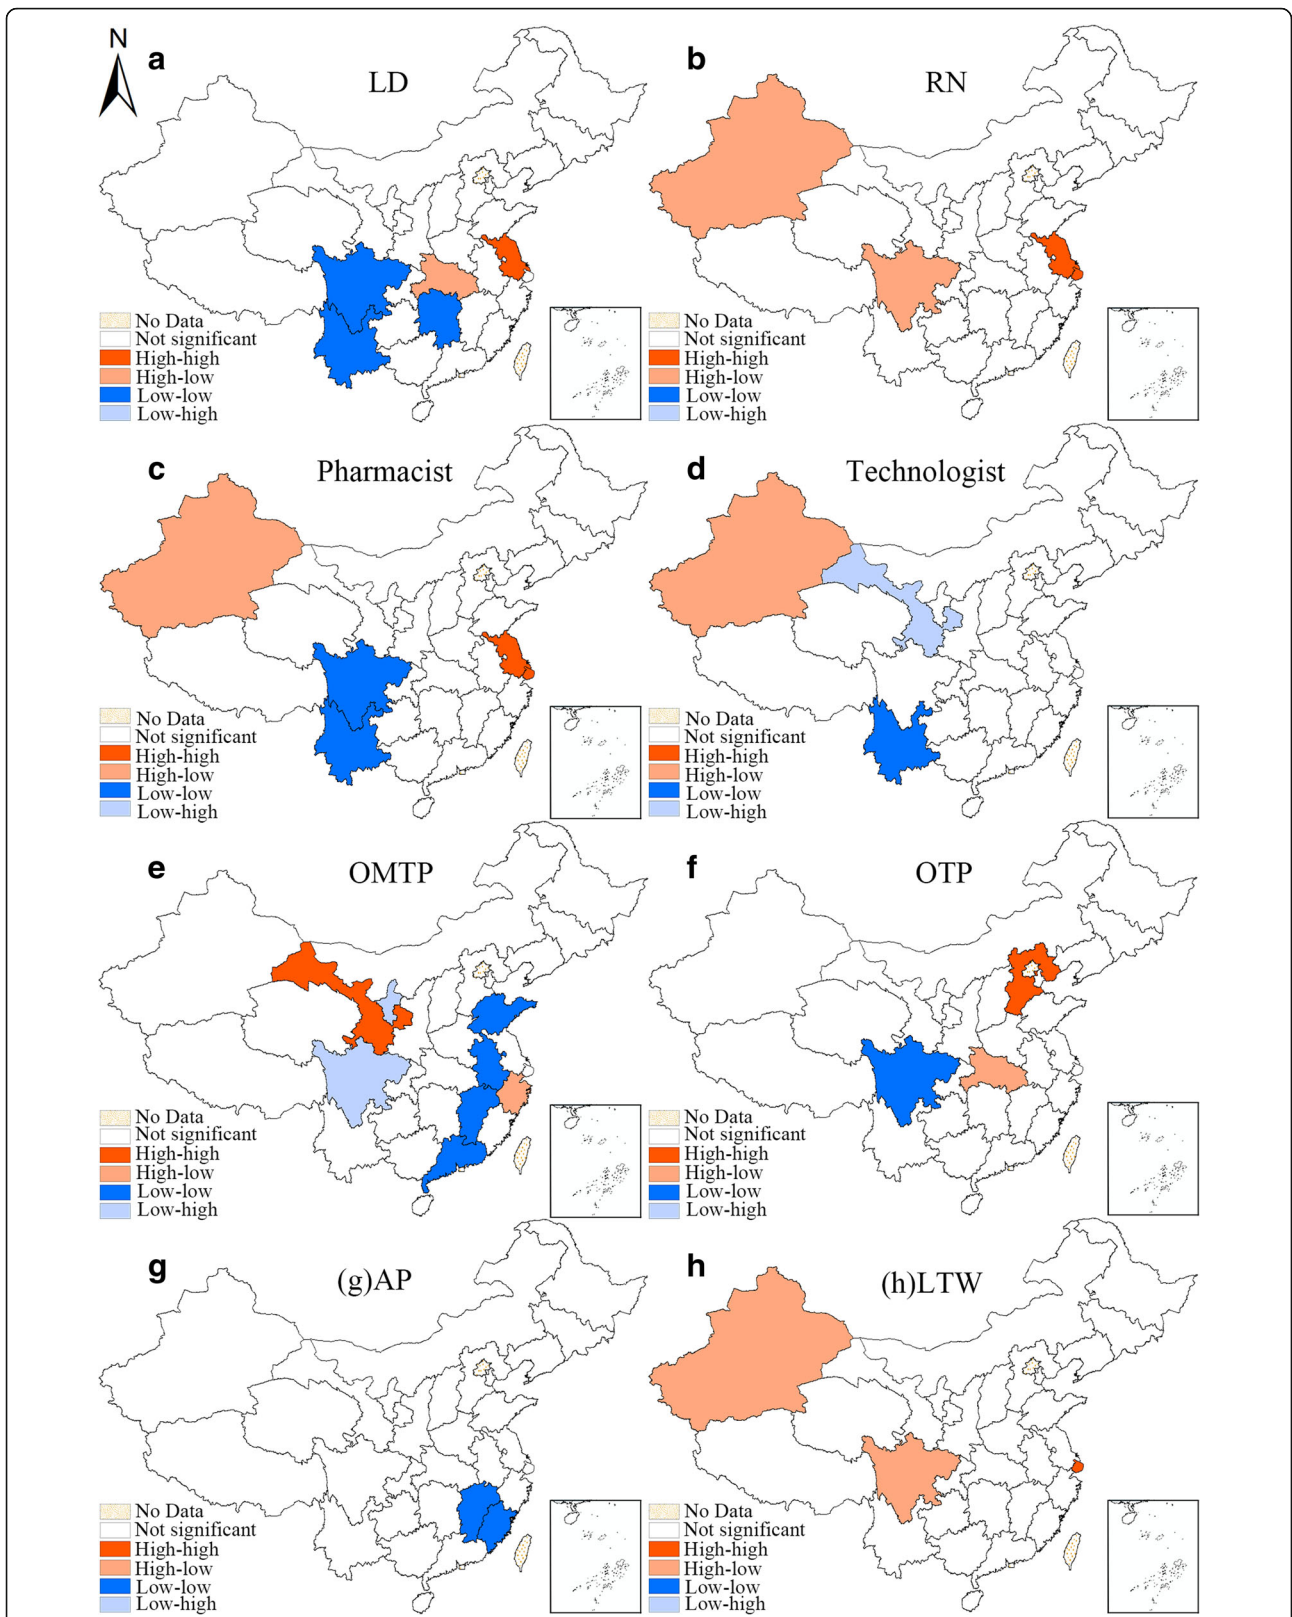 N
a
LD
b
RN
No Data
Not significant
High-high
High-low
Low-low
Low-high
No Data
Not significant
High-high
High-low
Low-low
Low-high
c
Pharmacist
d
Technologist
No Data
Not significant
High-high
High-low
Low-low
Low-high
No Data
Not significant
High-high
High-low
Low-low
Low-high
e
OMTP
f
OTP
No Data
Not significant
High-high
High-low
Low-low
Low-high
No Data
Not significant
High-high
High-low
Low-low
Low-high
g
(g)AP
h
(h)LTW
No Data
Not significant
High-high
High-low
Low-low
Low-high
No Data
Not significant
High-high
High-low
Low-low
Low-high